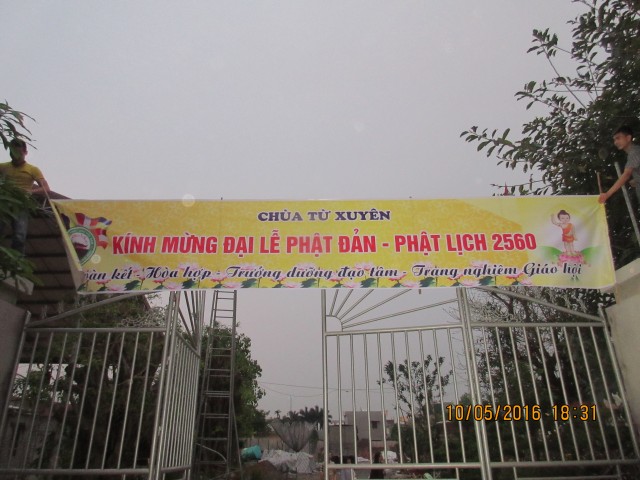 CHÙA TỪ XUYÊN
KÍNH MỪNG ĐẠI LỄ PHẬT ĐẢN - PHẬT LỊCH 2560
kết - Hòa hợp - Trưởng dưỡng đạo tâm - Trang nghiêm Giáo hội
10/05/2016 18:31